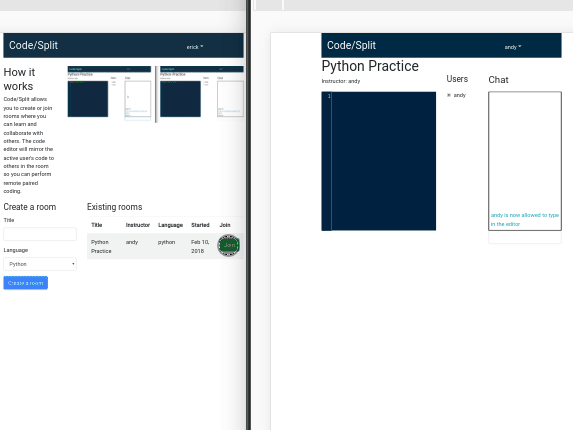 Code/Split
erick
How it
works
Code/Split allows
you to create or join
rooms where you
can learn and
collaborate with
others. The code
editor will mirror the
active user's code to
others in the room
so you can perform
remote paired
coding.
Python Practice
Python Practice
Create a room
Title
Language
Python
Create a room
Existing rooms
Title Instructor Language Started Join
Python Practice andy python Feb 10, 2018 Join
Code/Split
andy
Python Practice
Instructor: andy
Users
andy
Chat
1
andy is now allowed to type
in the editor